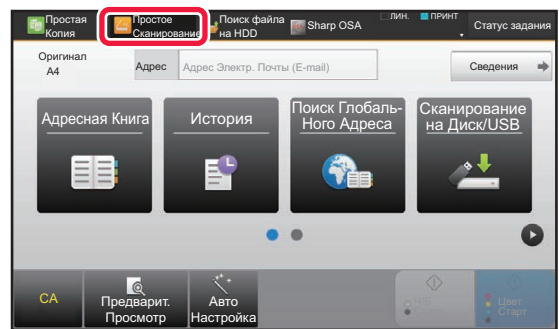 Простая
Копия
Простое
Сканирование
Поиск файла
на HDD
Sharp OSA
ЛИН.
ПРИНТ
Статус задания
Оригинал
A4
Адрес
Адрес Электр. Почты (E-mail)
Сведения
Адресная Книга
История
Поиск Глобаль-
Ного Адреса
Сканирование
на Диск/USB
CA
Предварит.
Просмотр
Авто
Настройка
Ч/Б
Старт
Цвет
Старт